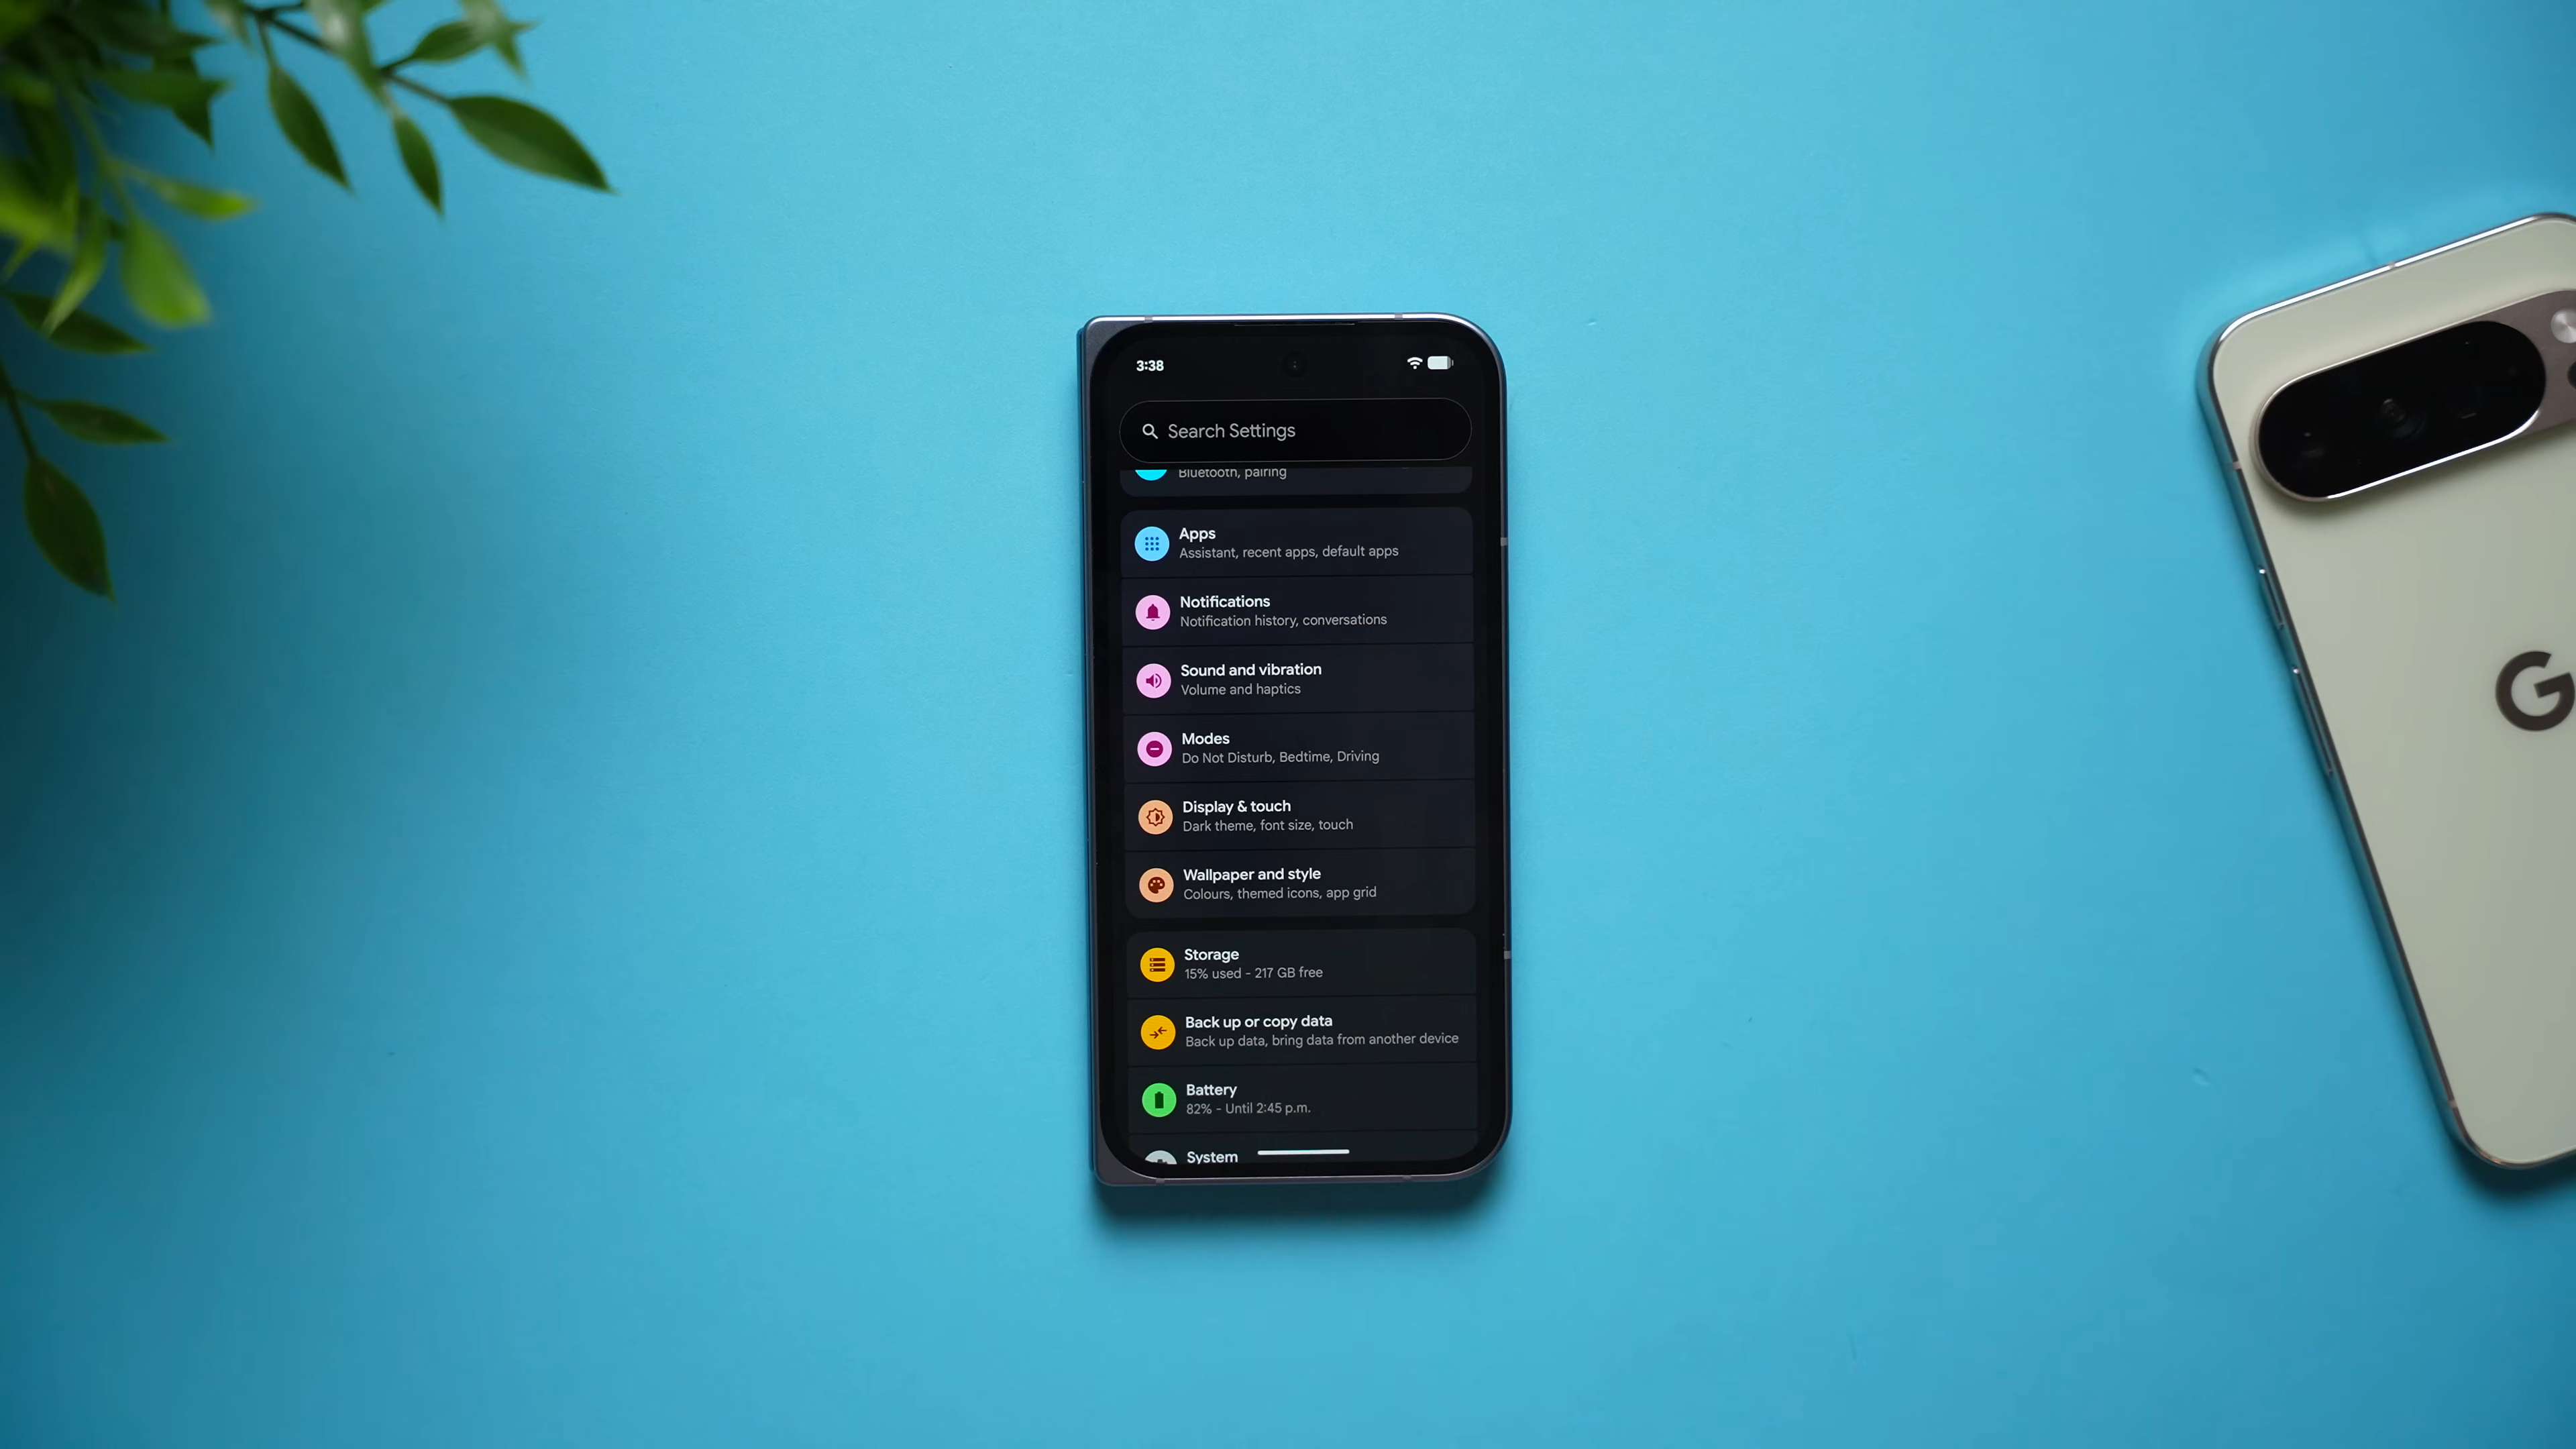 3:38
Search Settings
Bluetooth, pairing
Apps
Assistant, recent apps, default apps
Notifications
Notification history, conversations
Sound and vibration
Volume and haptics
Modes
Do Not Disturb, Bedtime, Driving
Display & touch
Dark theme, font size, touch
Wallpaper and style
Colours, themed icons, app grid
Storage
15% used - 217 GB free
Back up or copy data
Back up data, bring data from another device
Battery
82% - Until 2:45 p.m.
System
G